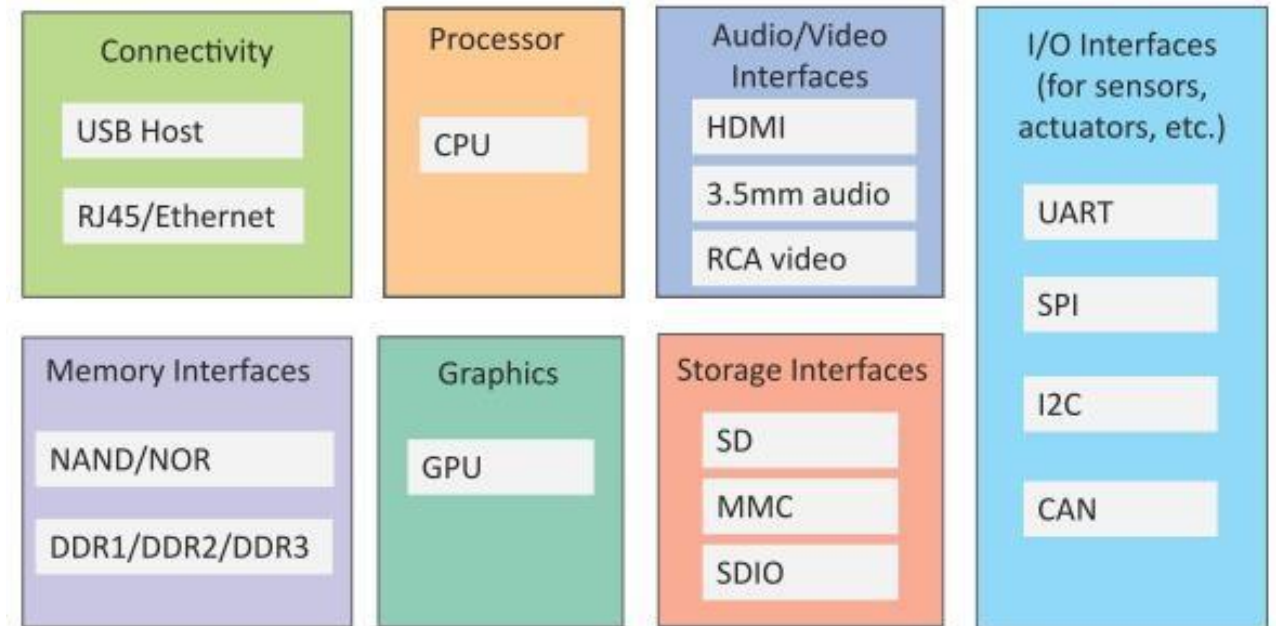 Connectivity
USB Host
RJ45/Ethernet
Processor
CPU
Audio/Video
Interfaces
HDMI
3.5mm audio
RCA video
I/O Interfaces
(for sensors,
actuators, etc.)
UART
SPI
I2C
CAN
Memory Interfaces
NAND/NOR
DDR1/DDR2/DDR3
Graphics
GPU
Storage Interfaces
SD
MMC
SDIO